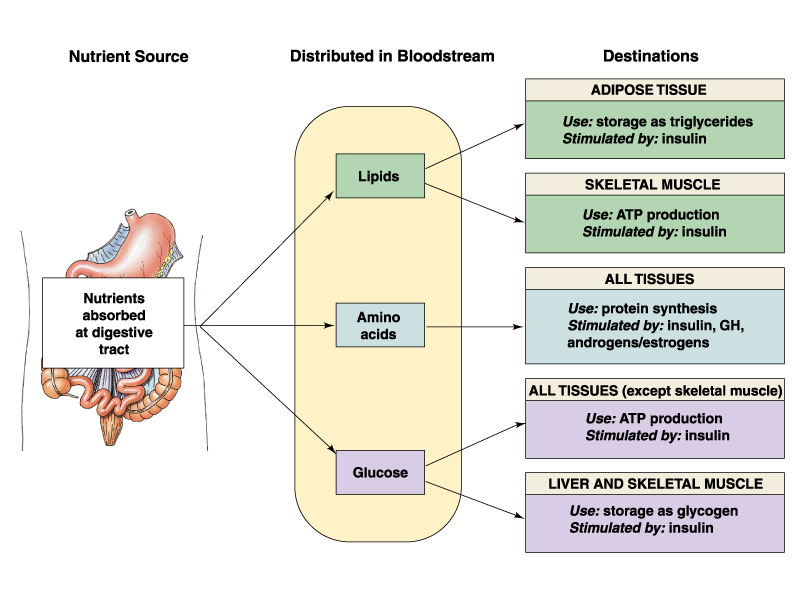 Nutrient Source
Distributed in Bloodstream
Destinations
Nutrients
absorbed
at digestive
tract
Lipids
Amino
acids
Glucose
ADIPOSE TISSUE
Use: storage as triglycerides
Stimulated by: insulin
SKELETAL MUSCLE
Use: ATP production
Stimulated by: insulin
ALL TISSUES
Use: protein synthesis
Stimulated by: insulin, GH,
androgens/estrogens
ALL TISSUES (except skeletal muscle)
Use: ATP production
Stimulated by: insulin
LIVER AND SKELETAL MUSCLE
Use: storage as glycogen
Stimulated by: insulin